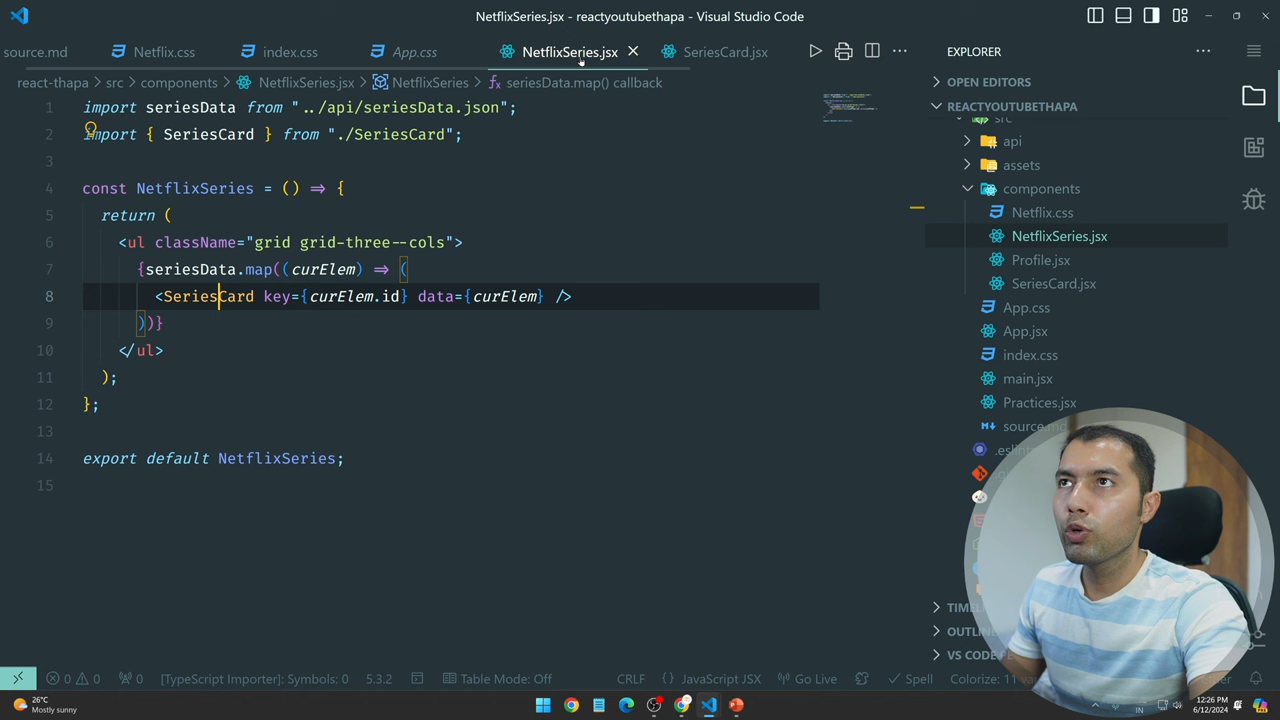 NetflixSeries.jsx - reactyoutubethapa - Visual Studio Code
source.md
Netflix.css
index.css
App.css
NetflixSeries.jsx
SeriesCard.jsx
react-thapa > src > components > NetflixSeries.jsx > NetflixSeries > seriesData.map() callback
1 import seriesData from "../api/seriesData.json";
2 import { SeriesCard } from "./SeriesCard";
3
4 const NetflixSeries = () => {
5 return (
6 <ul className="grid grid-three--cols">
7 {seriesData.map((curElem) => (
8 <SeriesCard key={curElem.id} data={curElem} />
9 ))}
10 </ul>
11 );
12 };
13
14 export default NetflixSeries;
15
EXPLORER
OPEN EDITORS
REACTYOUTUBETHAPA
src
api
assets
components
Netflix.css
NetflixSeries.jsx
Profile.jsx
SeriesCard.jsx
App.css
App.jsx
index.css
main.jsx
Practices.jsx
source.md
VS CODE
0 0 0 [TypeScript Importer]: Symbols: 0 5.3.2 Table Mode: Off CRLF { } JavaScript JSX Go Live Spell Colorize: 11
26°C
Mostly sunny
IN
12:26 PM
6/12/2024